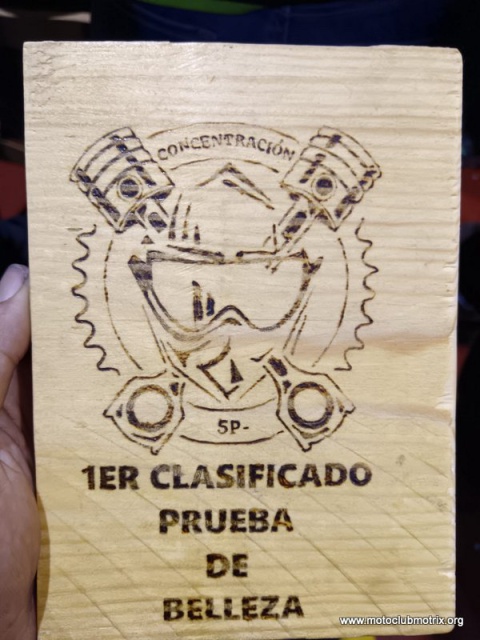 CONCENTRACIÓN
5P-
1ER CLASIFICADO
PRUEBA
DE
BELLEZA
www.motoclubmotrix.org